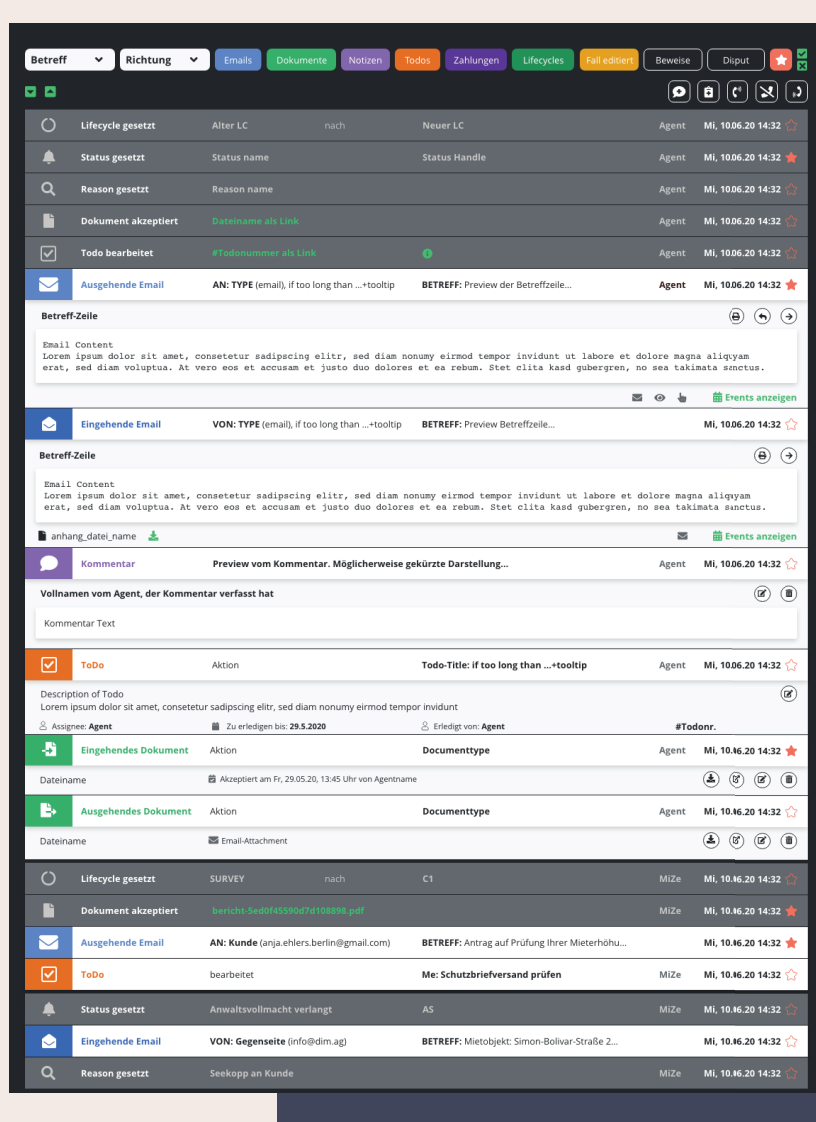 Betreff Richtung Emails Dokumente Notizen Todos Zahlungen Lifecycles Fall editiert Beweise Disput
Lifecycle gesetzt Alter LC nach Neuer LC Agent Mi, 10.06.20 14:32
Status gesetzt Status name Status Handle Agent Mi, 10.06.20 14:32
Reason gesetzt Reason name Agent Mi, 10.06.20 14:32
Dokument akzeptiert Dateiname als Link Agent Mi, 10.06.20 14:32
Todo bearbeitet #Todonummer als Link Agent Mi, 10.06.20 14:32
Ausgehende Email AN: TYPE (email), if too long than ...+tooltip BETREFF: Preview der Betreffzeile... Agent Mi, 10.06.20 14:32
Betreff-Zeile
Email Content
Lorem ipsum dolor sit amet, consetetur sadipscing elitr, sed diam nonumy eirmod tempor invidunt ut labore et dolore magna aliquyam
erat, sed diam voluptua. At vero eos et accusam et justo duo dolores et ea rebum. Stet clita kasd gubergren, no sea takimata sanctus.
Events anzeigen
Eingehende Email VON: TYPE (email), if too long than ...+tooltip BETREFF: Preview Betreffzeile... Mi, 10.06.20 14:32
Betreff-Zeile
Email Content
Lorem ipsum dolor sit amet, consetetur sadipscing elitr, sed diam nonumy eirmod tempor invidunt ut labore et dolore magna aliquyam
erat, sed diam voluptua. At vero eos et accusam et justo duo dolores et ea rebum. Stet clita kasd gubergren, no sea takimata sanctus.
anhang_datei_name Events anzeigen
Kommentar Preview vom Kommentar. Möglicherweise gekürzte Darstellung... Agent Mi, 10.06.20 14:32
Vollnamen vom Agent, der Kommentar verfasst hat
Kommentar Text
ToDo Aktion Todo-Title: if too long than ...+tooltip Agent Mi, 10.06.20 14:32
Description of Todo
Lorem ipsum dolor sit amet, consetetur sadipscing elitr, sed diam nonumy eirmod tempor invidunt
Assignee: Agent Zu erledigen bis: 29.5.2020 Erledigt von: Agent #Todonr.
Eingehendes Dokument Aktion Documenttype Agent Mi, 10.06.20 14:32
Dateiname Akzeptiert am Fr, 29.05.20, 13:45 Uhr von Agentname
Ausgehendes Dokument Aktion Documenttype Agent Mi, 10.06.20 14:32
Dateiname Email-Attachment
Lifecycle gesetzt SURVEY nach C1 MiZe Mi, 10.06.20 14:32
Dokument akzeptiert bericht-5ed0f45590d7d108898.pdf MiZe Mi, 10.06.20 14:32
Ausgehende Email AN: Kunde (anja.ehlers.berlin@gmail.com) BETREFF: Antrag auf Prüfung Ihrer Mieterhöhu... Mi, 10.06.20 14:32
ToDo bearbeitet Me: Schutzbriefversand prüfen MiZe Mi, 10.06.20 14:32
Status gesetzt Anwaltsvollmacht verlangt AS MiZe Mi, 10.06.20 14:32
Eingehende Email VON: Gegenseite (info@dim.ag) BETREFF: Mietobjekt: Simon-Bolivar-Straße 2... Mi, 10.06.20 14:32
Reason gesetzt Seekopp an Kunde MiZe Mi, 10.06.20 14:32